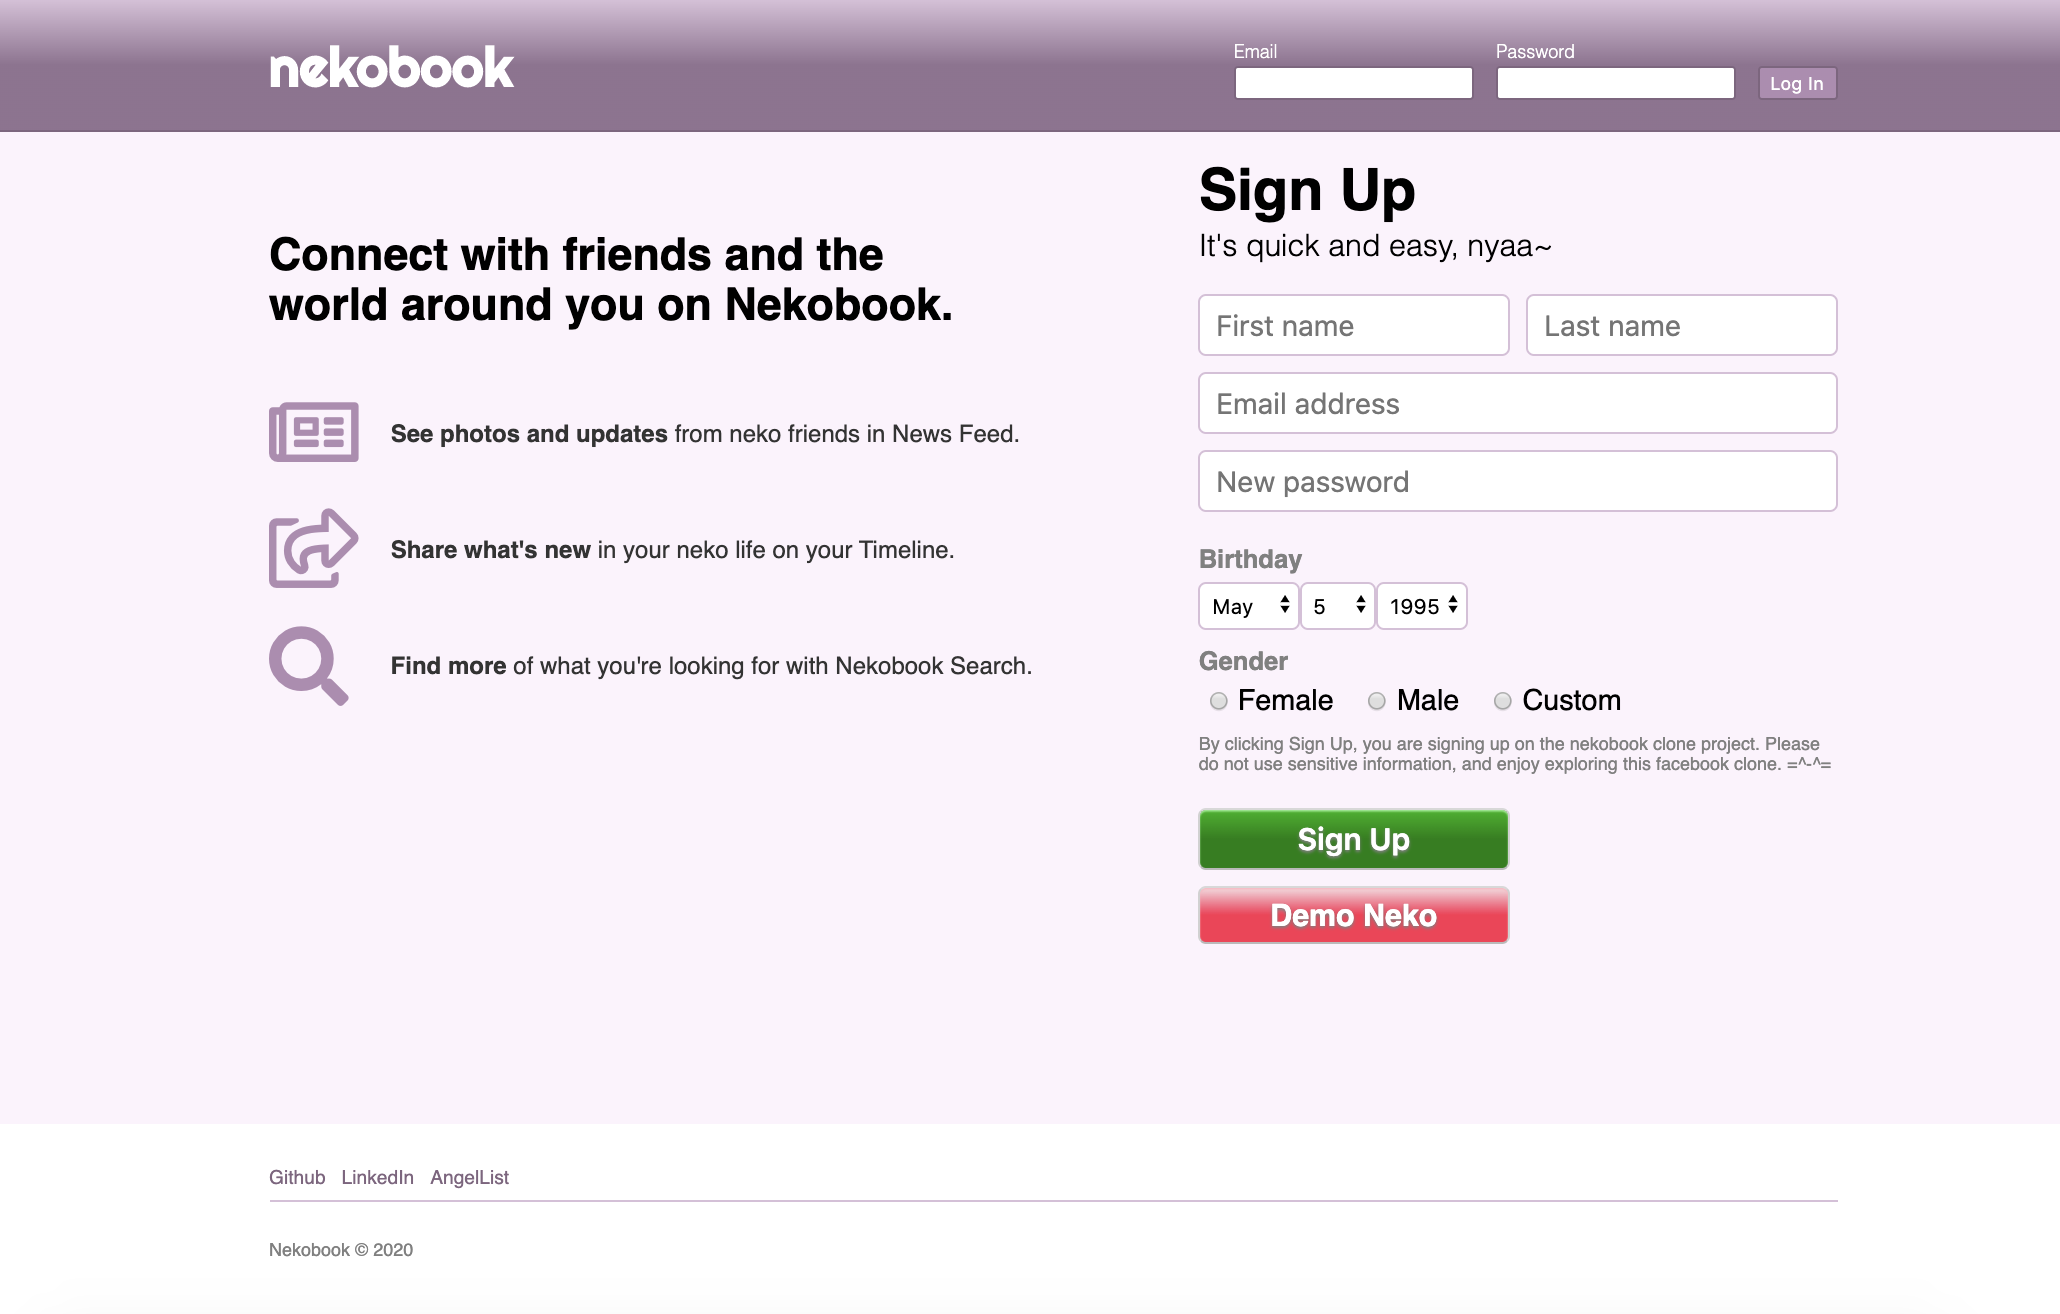 nekobook
Email
Password
Log In
Connect with friends and the
world around you on Nekobook.
See photos and updates from neko friends in News Feed.
Share what's new in your neko life on your Timeline.
Find more of what you're looking for with Nekobook Search.
Sign Up
It's quick and easy, nyaa~
First name
Last name
Email address
New password
Birthday
May 5 1995
Gender
Female Male Custom
By clicking Sign Up, you are signing up on the nekobook clone project. Please
do not use sensitive information, and enjoy exploring this facebook clone. =^-^=
Sign Up
Demo Neko
Github LinkedIn AngelList
Nekobook © 2020